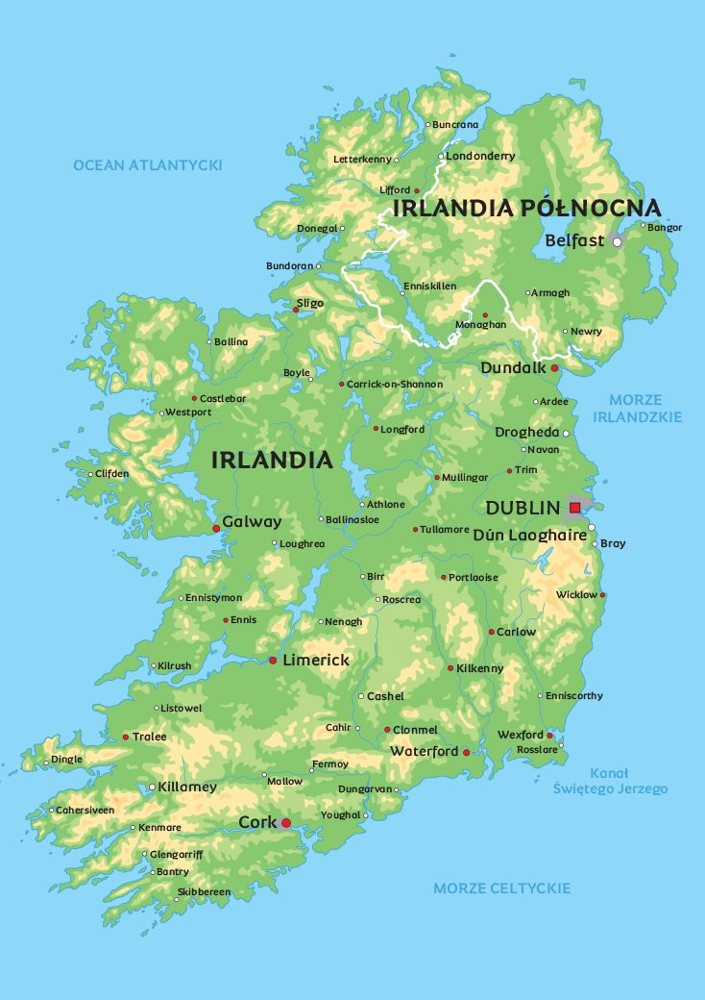 Buncrana
Londonderry
Letterkenny
OCEAN ATLANTYCKI
Lifford
IRLANDIA PÓŁNOCNA
Donegal
Bangor
Belfast
Bundoran
Enniskillen
Armagh
Sligo
Monaghan
Newry
Ballina
Dundalk
Boyle
Carrick-on-Shannon
Castlebar
Ardee
MORZE
IRLANDZKIE
Westport
Longford
Drogheda
Navan
IRLANDIA
Clifden
Mullingar
Trim
Athlone
DUBLIN
Ballinasloe
Galway
Tullamore
Dún Laoghaire
Loughrea
Bray
Birr
Portlaoise
Ennistymon
Roscrea
Wicklow
Ennis
Nenagh
Carlow
Limerick
Kilrush
Kilkenny
Cashel
Enniscorthy
Listowel
Cahir
Clonmel
Tralee
Wexford
Rosslare
Waterford
Dingle
Fermoy
Kanał
Świętego Jerzego
Mallow
Killarney
Dungarvan
Cahersiveen
Youghal
Cork
Kenmare
Glengarriff
Bantry
MORZE CELTYCKIE
Skibbereen